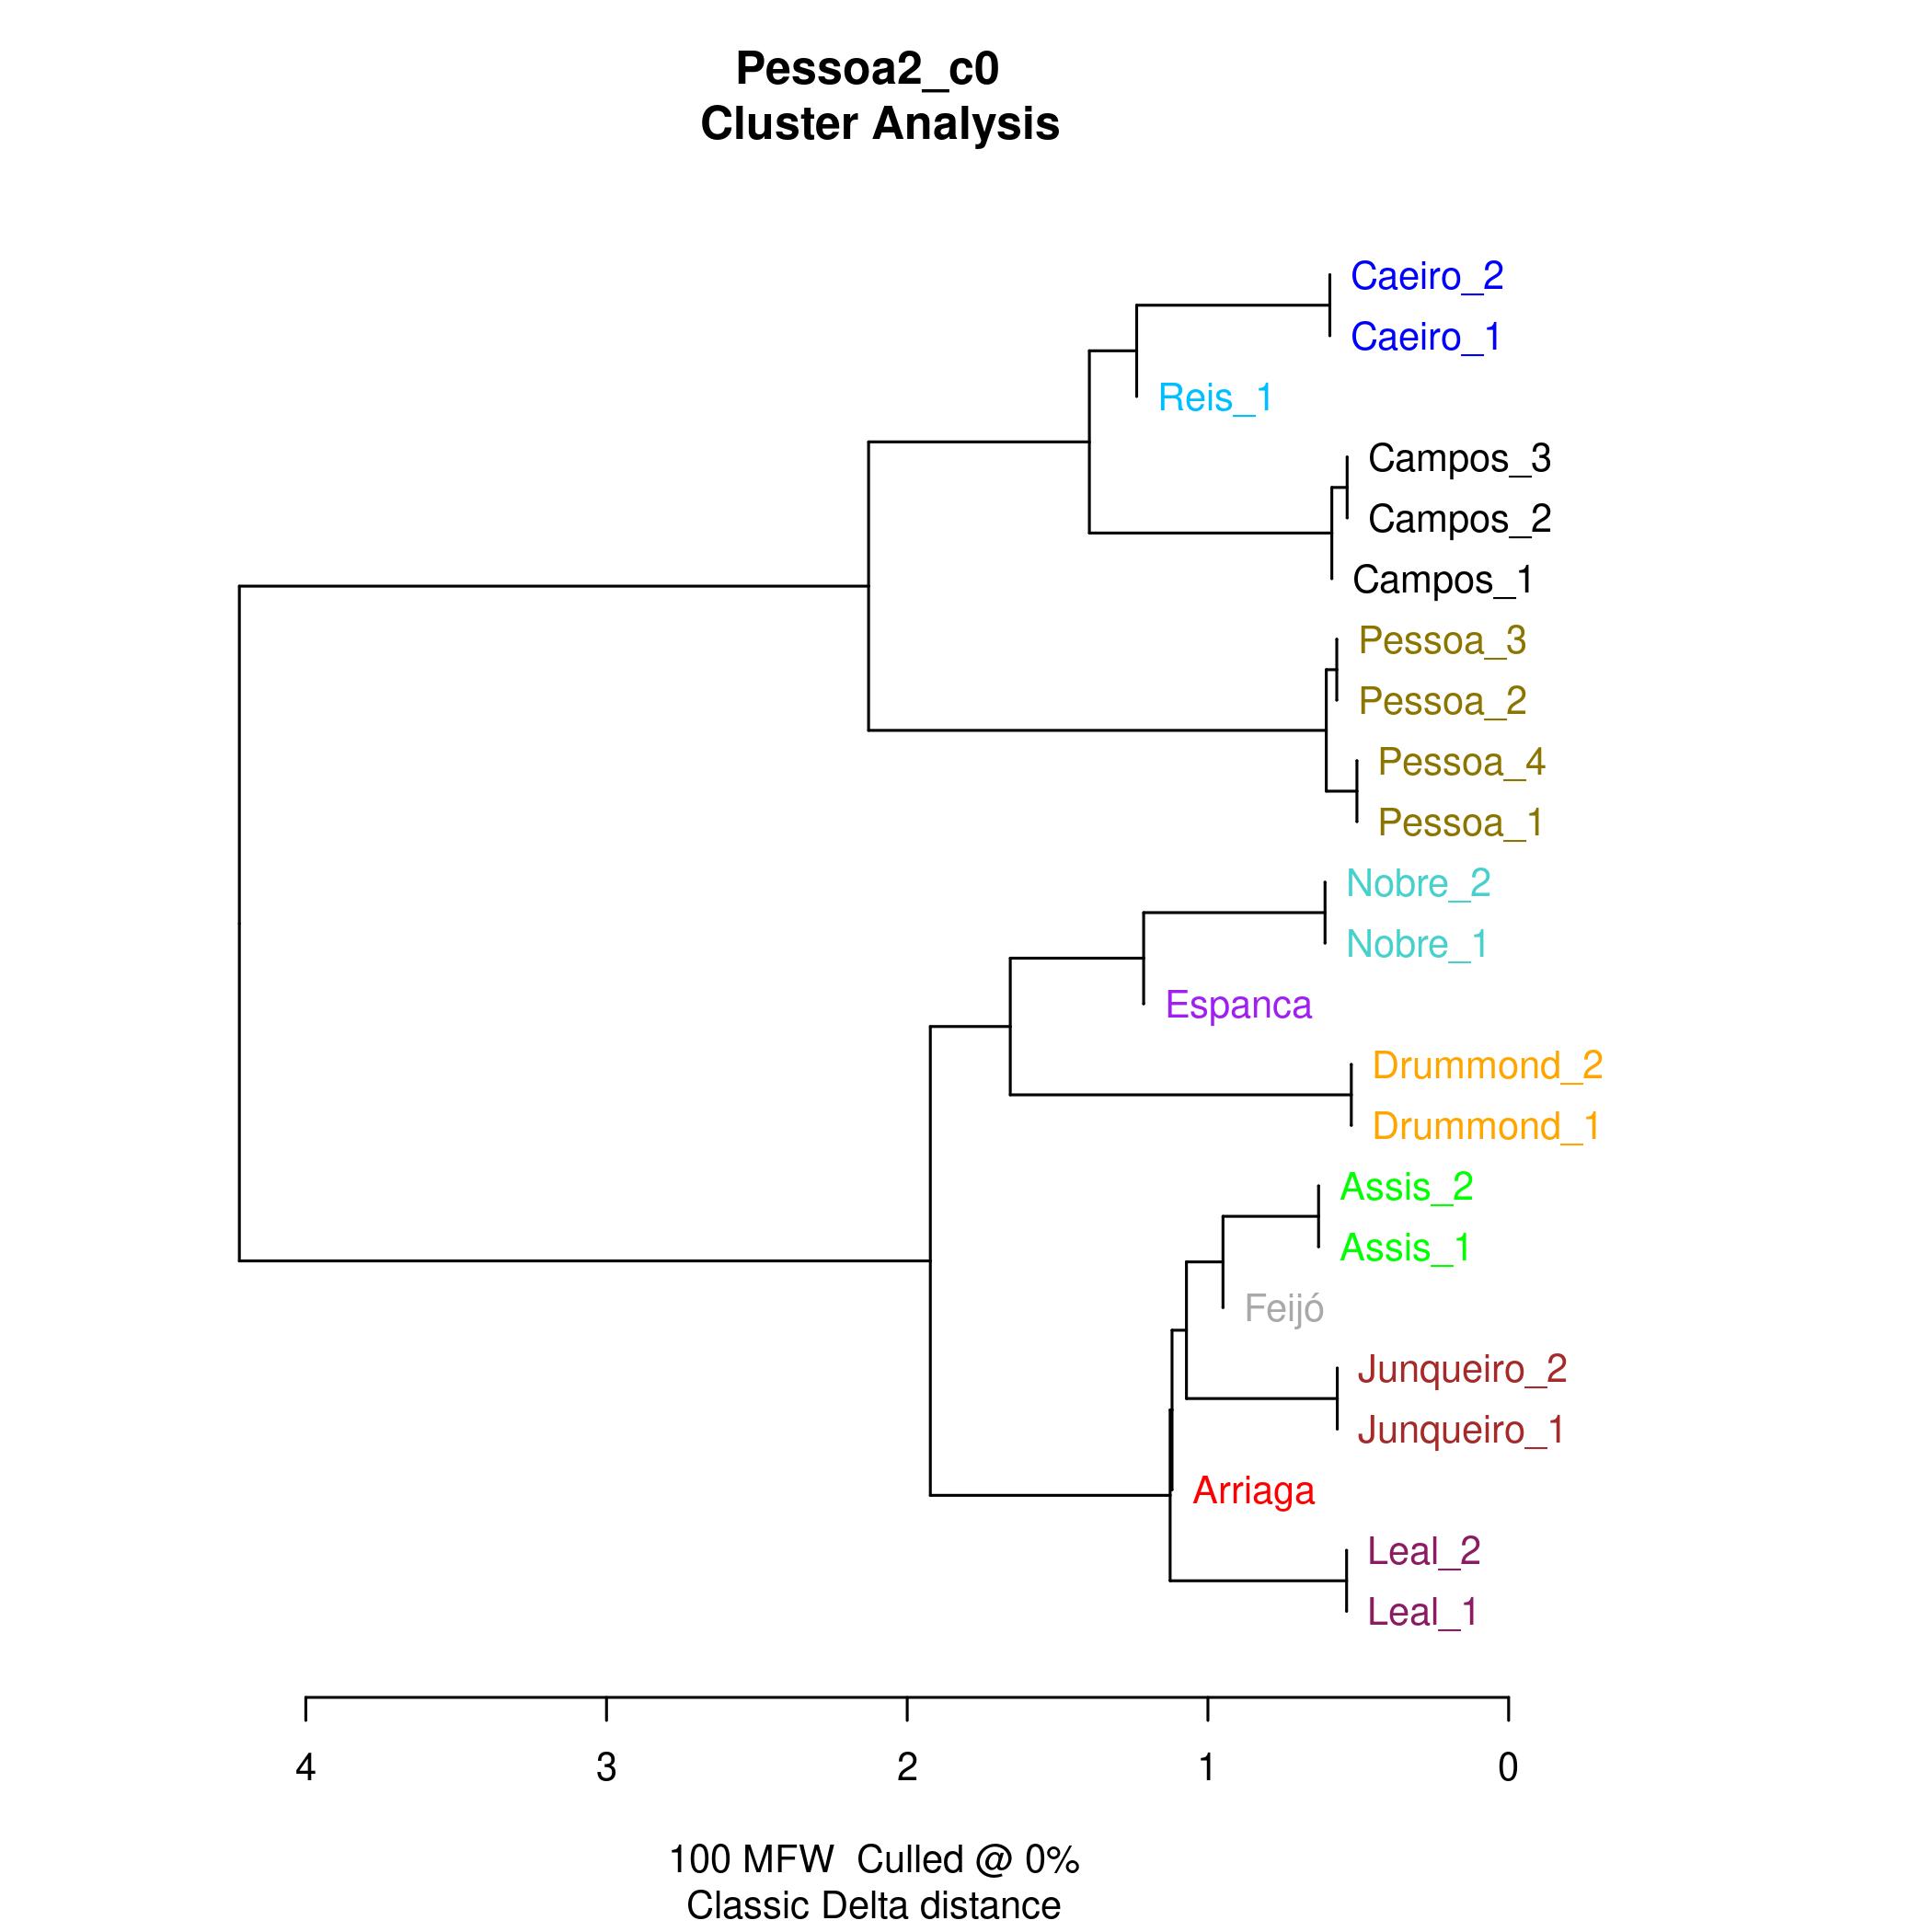 Pessoa2_c0
Cluster Analysis
Caeiro_2
Caeiro_1
Reis_1
Campos_3
Campos_2
Campos_1
Pessoa_3
Pessoa_2
Pessoa_4
Pessoa_1
Nobre_2
Nobre_1
Espanca
Drummond_2
Drummond_1
Assis_2
Assis_1
Feijó
Junqueiro_2
Junqueiro_1
Arriaga
Leal_2
Leal_1
4 3 2 1 0
100 MFW  Culled @ 0%
Classic Delta distance